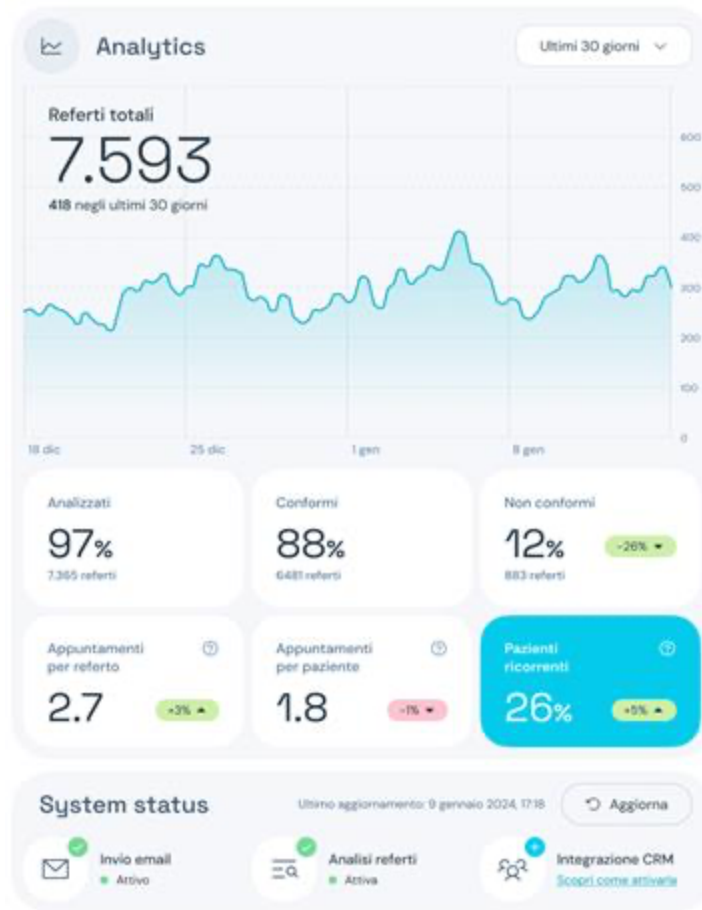 Analytics
Ultimi 30 giorni
Referti totali
7.593
418 negli ultimi 30 giorni
600
500
400
300
200
100
0
18 dic
25 dic
1 gen
8 gen
Analizzati
Conformi
Non conformi
97%
88%
12%
-26%
7.365 referti
6481 referti
883 referti
Appuntamenti
per referto
Appuntamenti
per paziente
Pazienti
ricorrenti
2.7
+3%
1.8
-1%
26%
+5%
System status
Ultimo aggiornamento: 9 gennaio 2024, 17:18
Aggiorna
Invio email
Attivo
Analisi referti
Attiva
Integrazione CRM
Scopri come attivarla